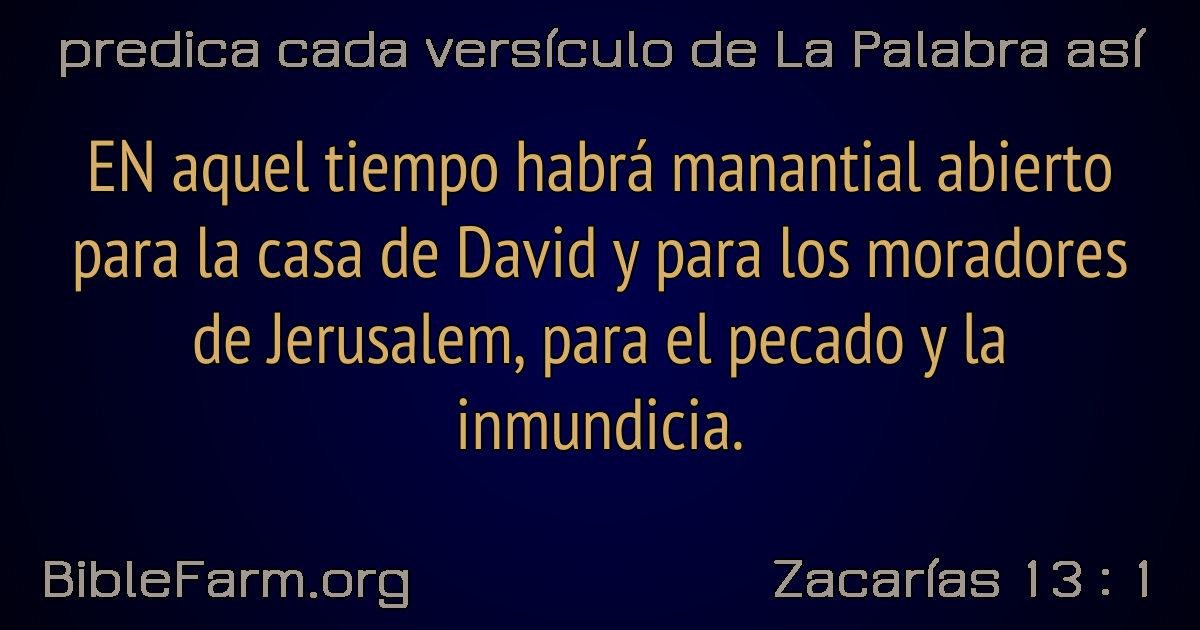 predica cada versículo de La Palabra así
EN aquel tiempo habrá manantial abierto
para la casa de David y para los moradores
de Jerusalem, para el pecado y la
inmundicia.
BibleFarm.org
Zacarías 13 : 1